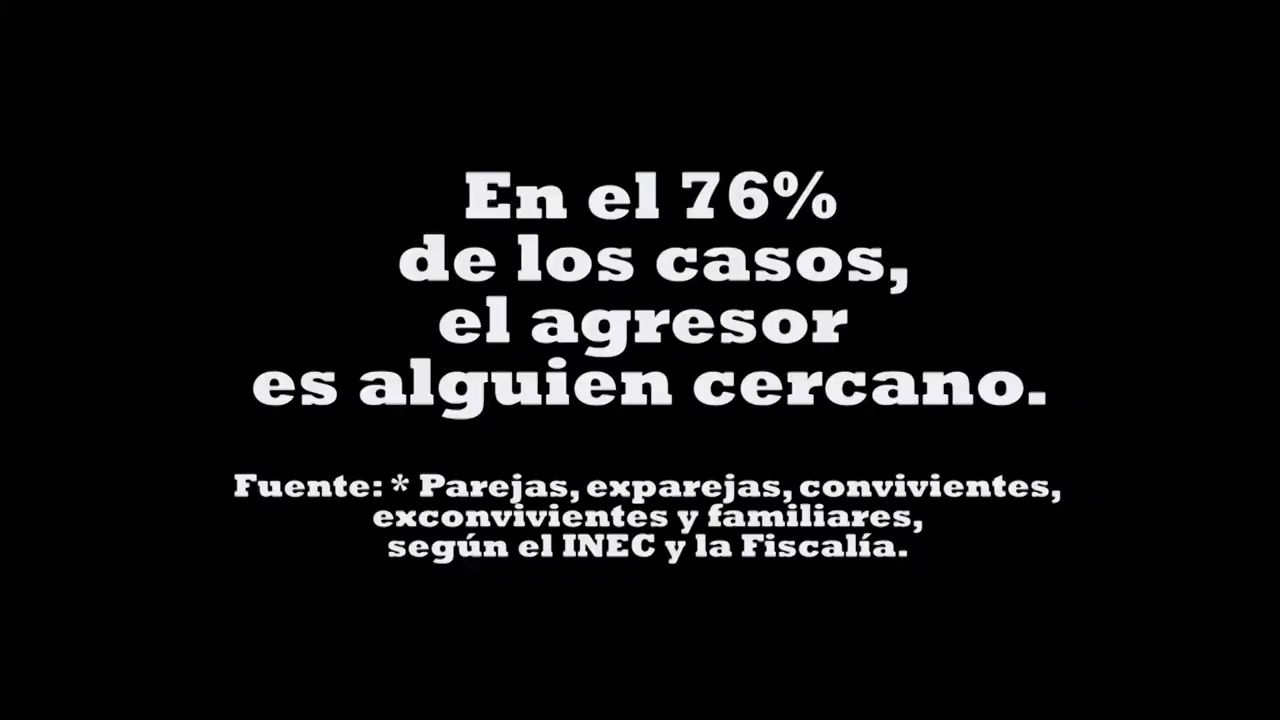 En el 76%
de los casos,
el agresor
es alguien cercano.
Fuente: * Parejas, exparejas, convivientes,
exconvivientes y familiares,
según el INEC y la Fiscalía.